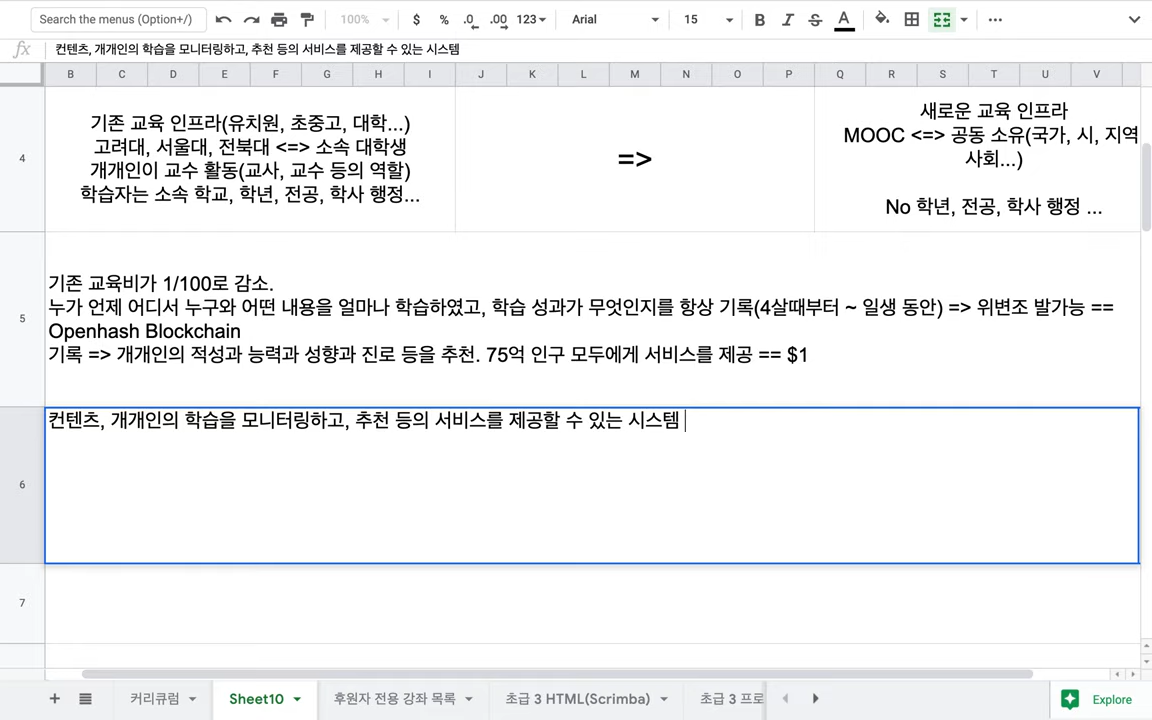 Search the menus (Option+/)
100%
$
%
.0
.00
123
Arial
15
B
I
S
A
fx
컨텐츠, 개개인의 학습을 모니터링하고, 추천 등의 서비스를 제공할 수 있는 시스템
B C D E F G H I J K L M N O P Q R S T U V
4
기존 교육 인프라(유치원, 초중고, 대학...)
고려대, 서울대, 전북대 <=> 소속 대학생
개개인이 교수 활동(교사, 교수 등의 역할)
학습자는 소속 학교, 학년, 전공, 학사 행정...
=>
새로운 교육 인프라
MOOC <=> 공동 소유(국가, 시, 지역
사회...)
No 학년, 전공, 학사 행정 ...
5
기존 교육비가 1/100로 감소.
누가 언제 어디서 누구와 어떤 내용을 얼마나 학습하였고, 학습 성과가 무엇인지를 항상 기록(4살때부터 ~ 일생 동안) => 위변조 발가능 ==
Openhash Blockchain
기록 => 개개인의 적성과 능력과 성향과 진로 등을 추천. 75억 인구 모두에게 서비스를 제공 == $1
6
컨텐츠, 개개인의 학습을 모니터링하고, 추천 등의 서비스를 제공할 수 있는 시스템
7
커리큐럼
Sheet10
후원자 전용 강좌 목록
초급 3 HTML(Scrimba)
초급 3 프로
Explore